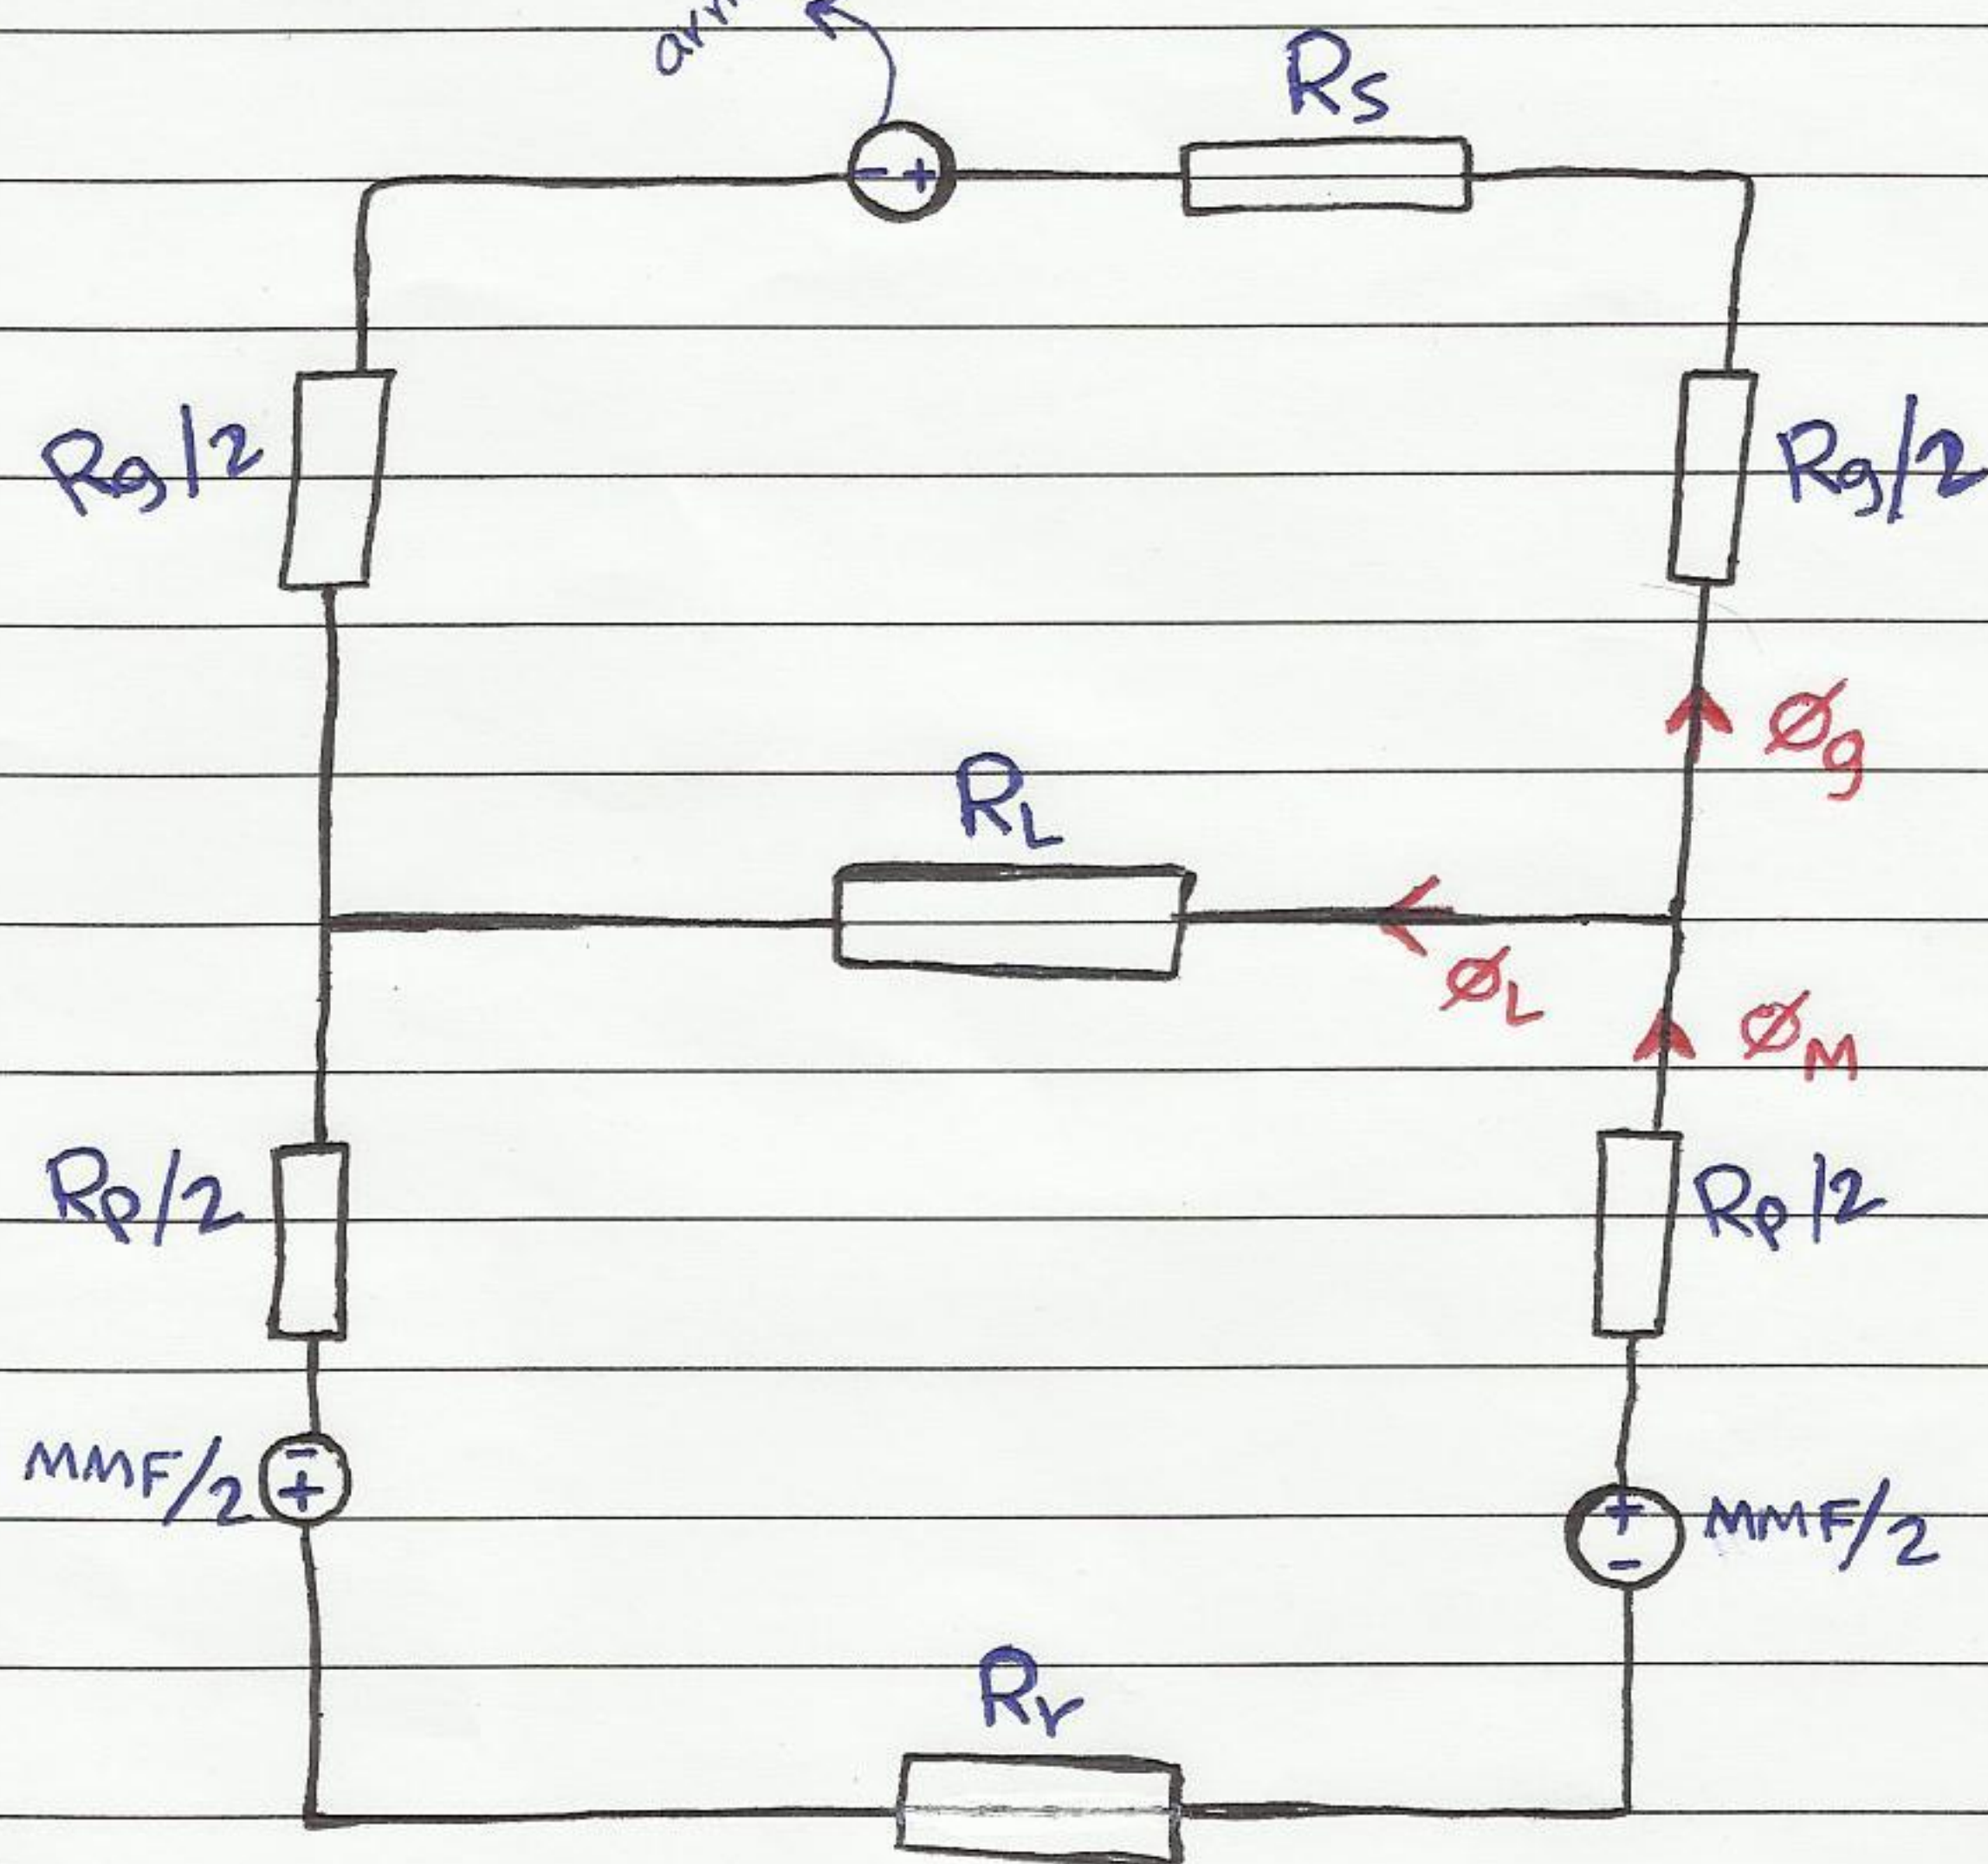 Rs
- +
Rg/2
Rg/2
Øg
RL
ØL
ØM
Rp/2
Rp/2
MMF/2
- +
+ -
MMF/2
Rr